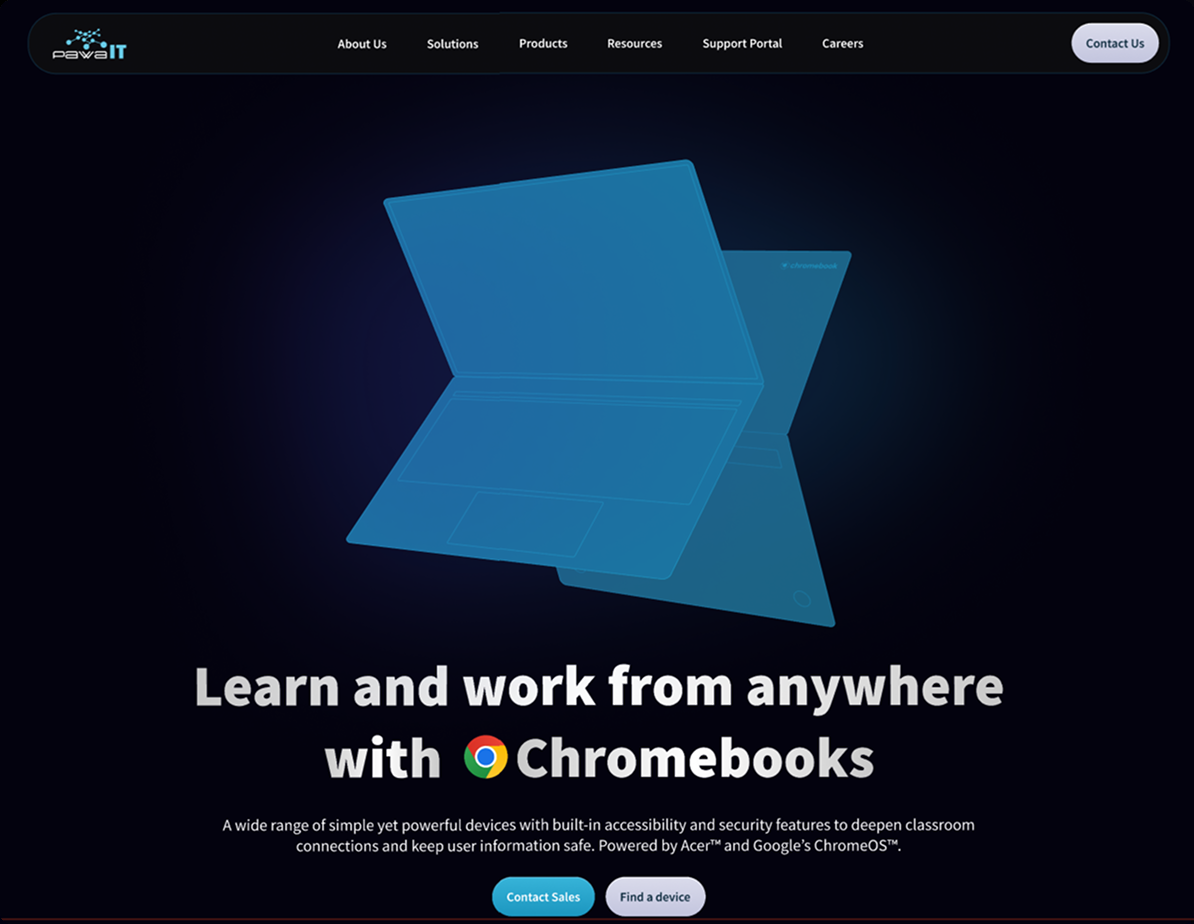 pawaIT
About Us
Solutions
Products
Resources
Support Portal
Careers
Contact Us
chromebook
Learn and work from anywhere
with Chromebooks
A wide range of simple yet powerful devices with built-in accessibility and security features to deepen classroom
connections and keep user information safe. Powered by Acer™ and Google’s ChromeOS™.
Contact Sales
Find a device